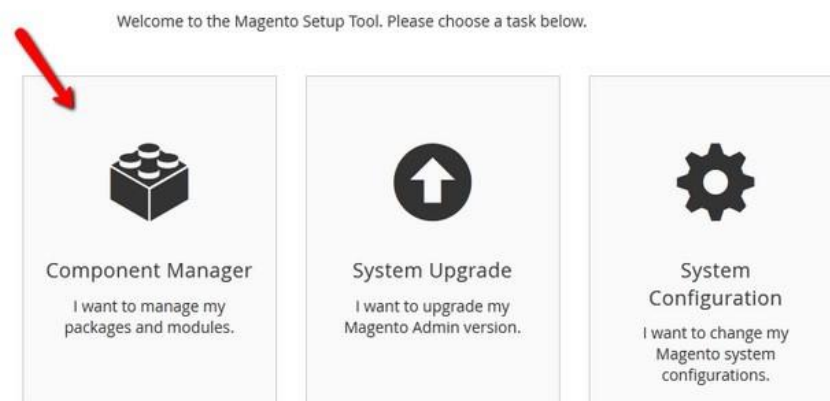 Welcome to the Magento Setup Tool. Please choose a task below.
Component Manager
I want to manage my
packages and modules.
System Upgrade
I want to upgrade my
Magento Admin version.
System
Configuration
I want to change my
Magento system
configurations.